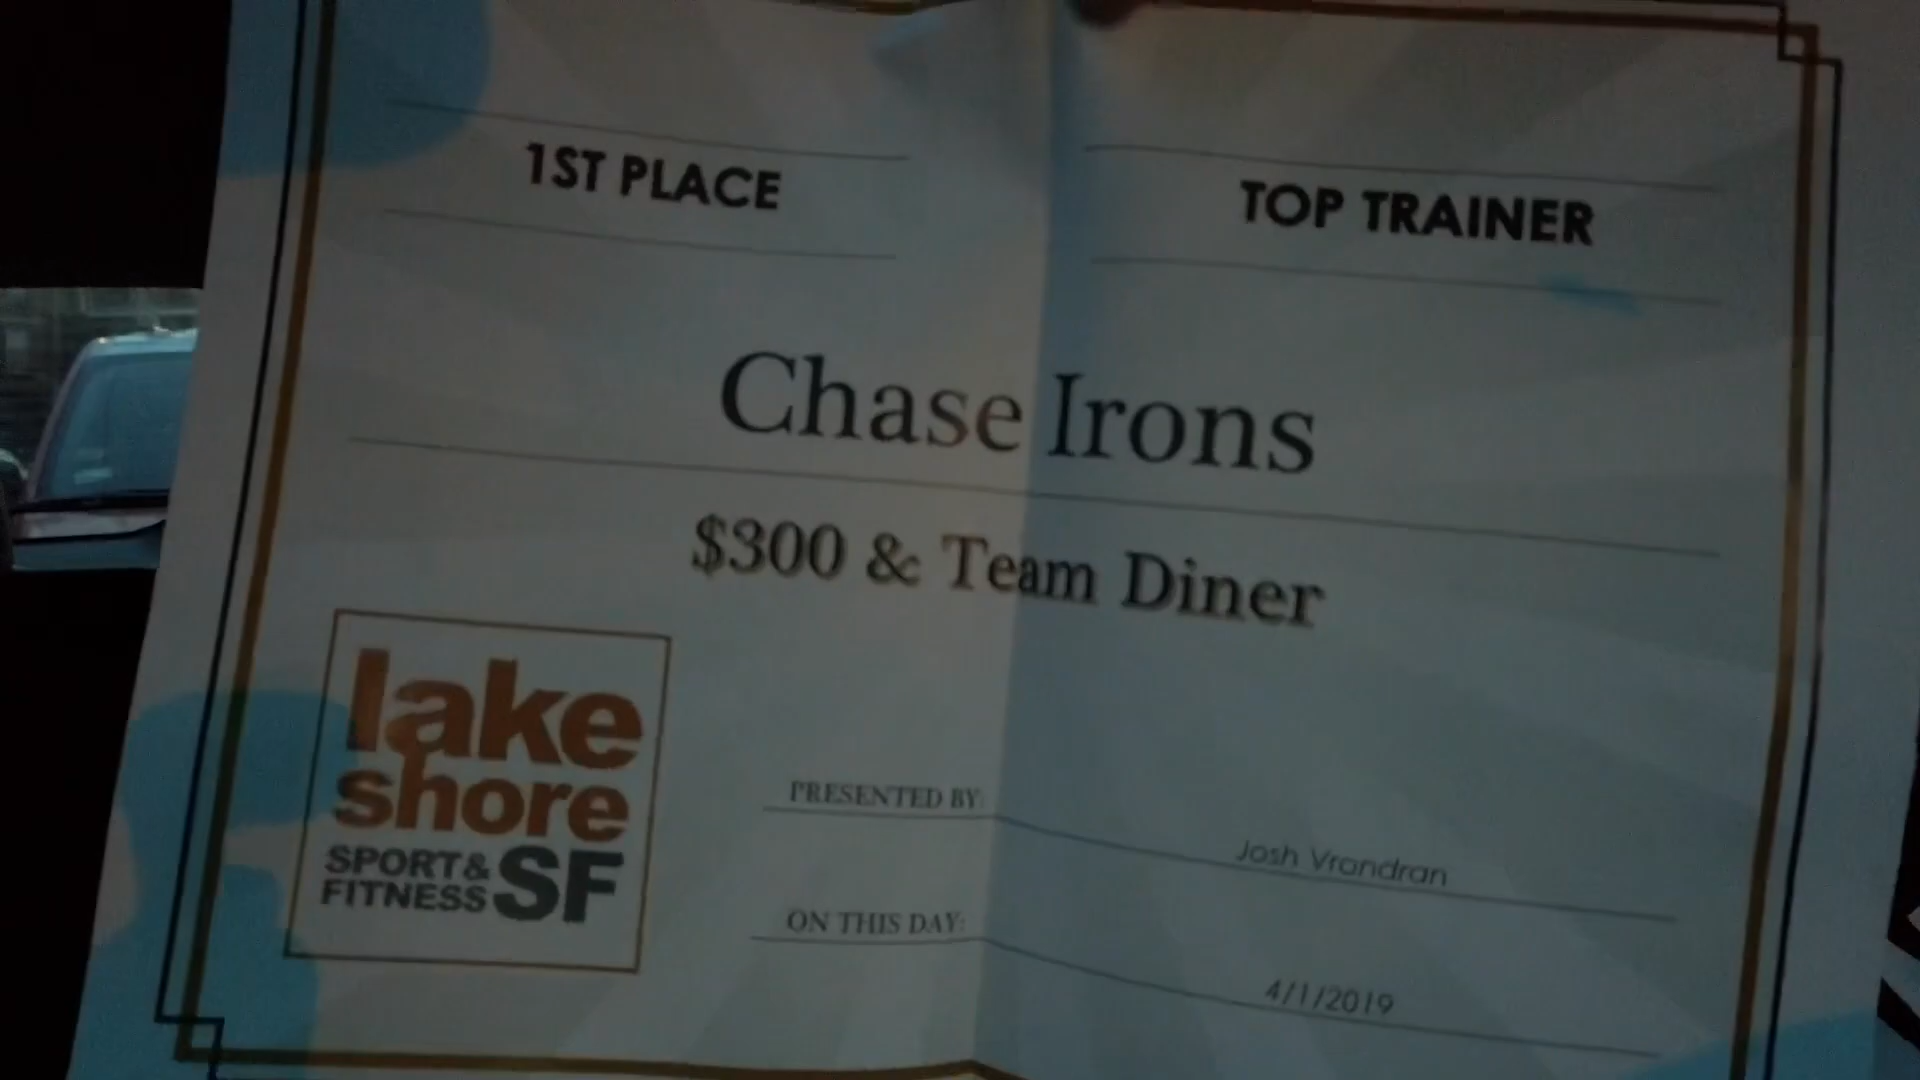 1ST PLACE
TOP TRAINER
Chase Irons
$300 & Team Diner
lake
shore
SPORT&
FITNESS SF
PRESENTED BY:
Josh Vrondran
ON THIS DAY:
4/1/2019